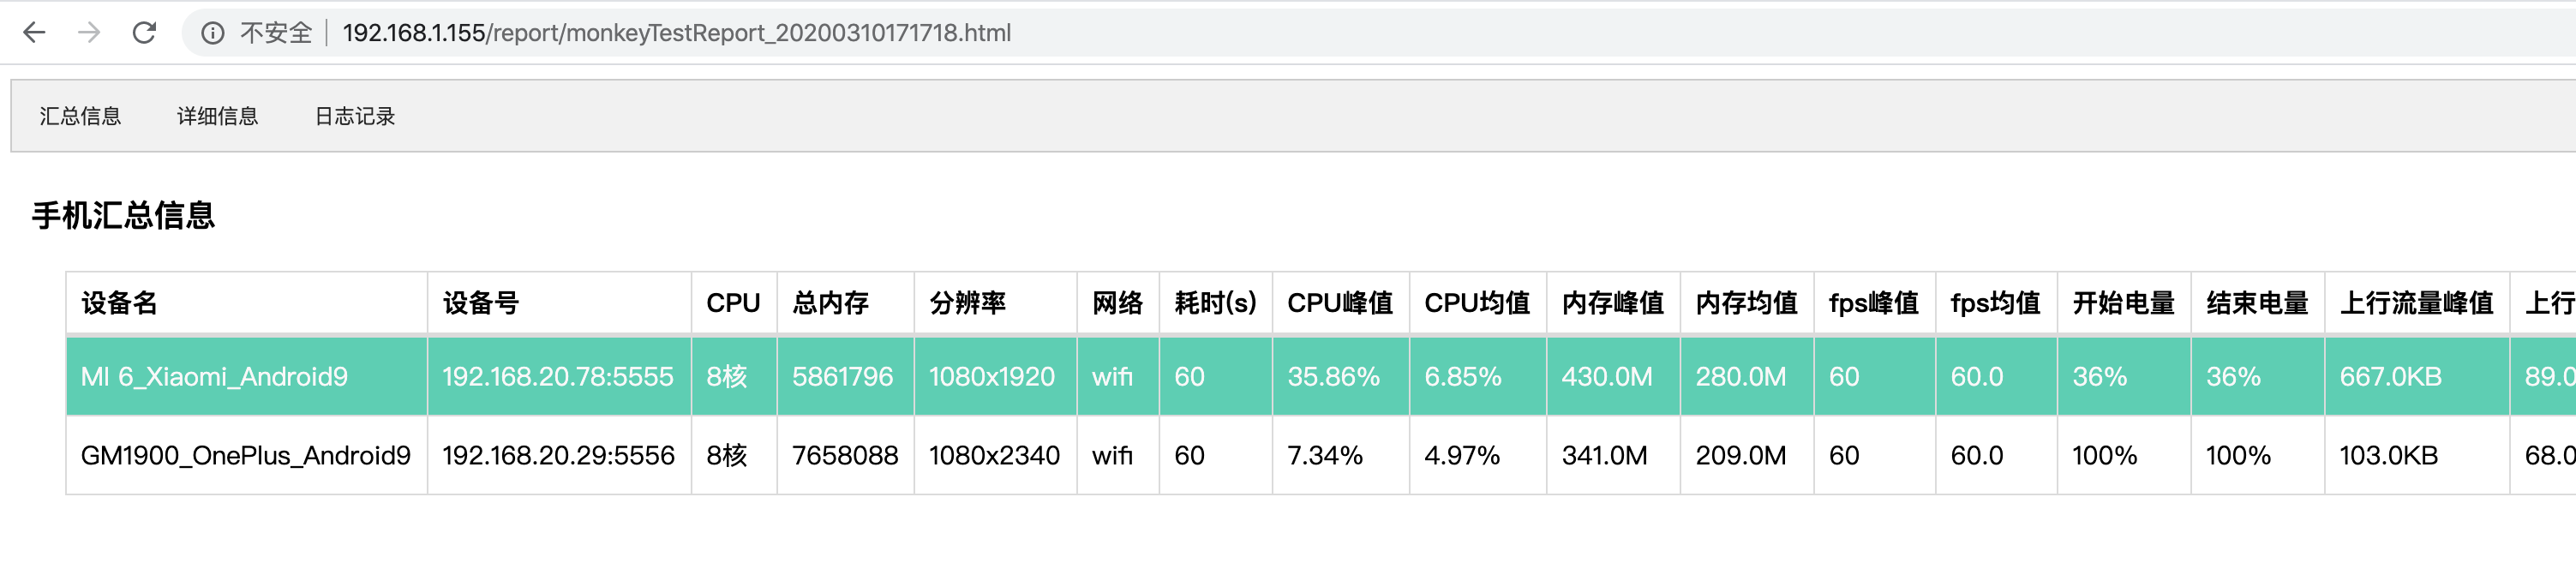 不安全 192.168.1.155/report/monkeyTestReport_20200310171718.html
汇总信息 详细信息 日志记录
手机汇总信息
设备名 设备号 CPU 总内存 分辨率 网络 耗时(s) CPU峰值 CPU均值 内存峰值 内存均值 fps峰值 fps均值 开始电量 结束电量 上行流量峰值 上行
MI 6_Xiaomi_Android9 192.168.20.78:5555 8核 5861796 1080x1920 wifi 60 35.86% 6.85% 430.0M 280.0M 60 60.0 36% 36% 667.0KB 89.0
GM1900_OnePlus_Android9 192.168.20.29:5556 8核 7658088 1080x2340 wifi 60 7.34% 4.97% 341.0M 209.0M 60 60.0 100% 100% 103.0KB 68.0